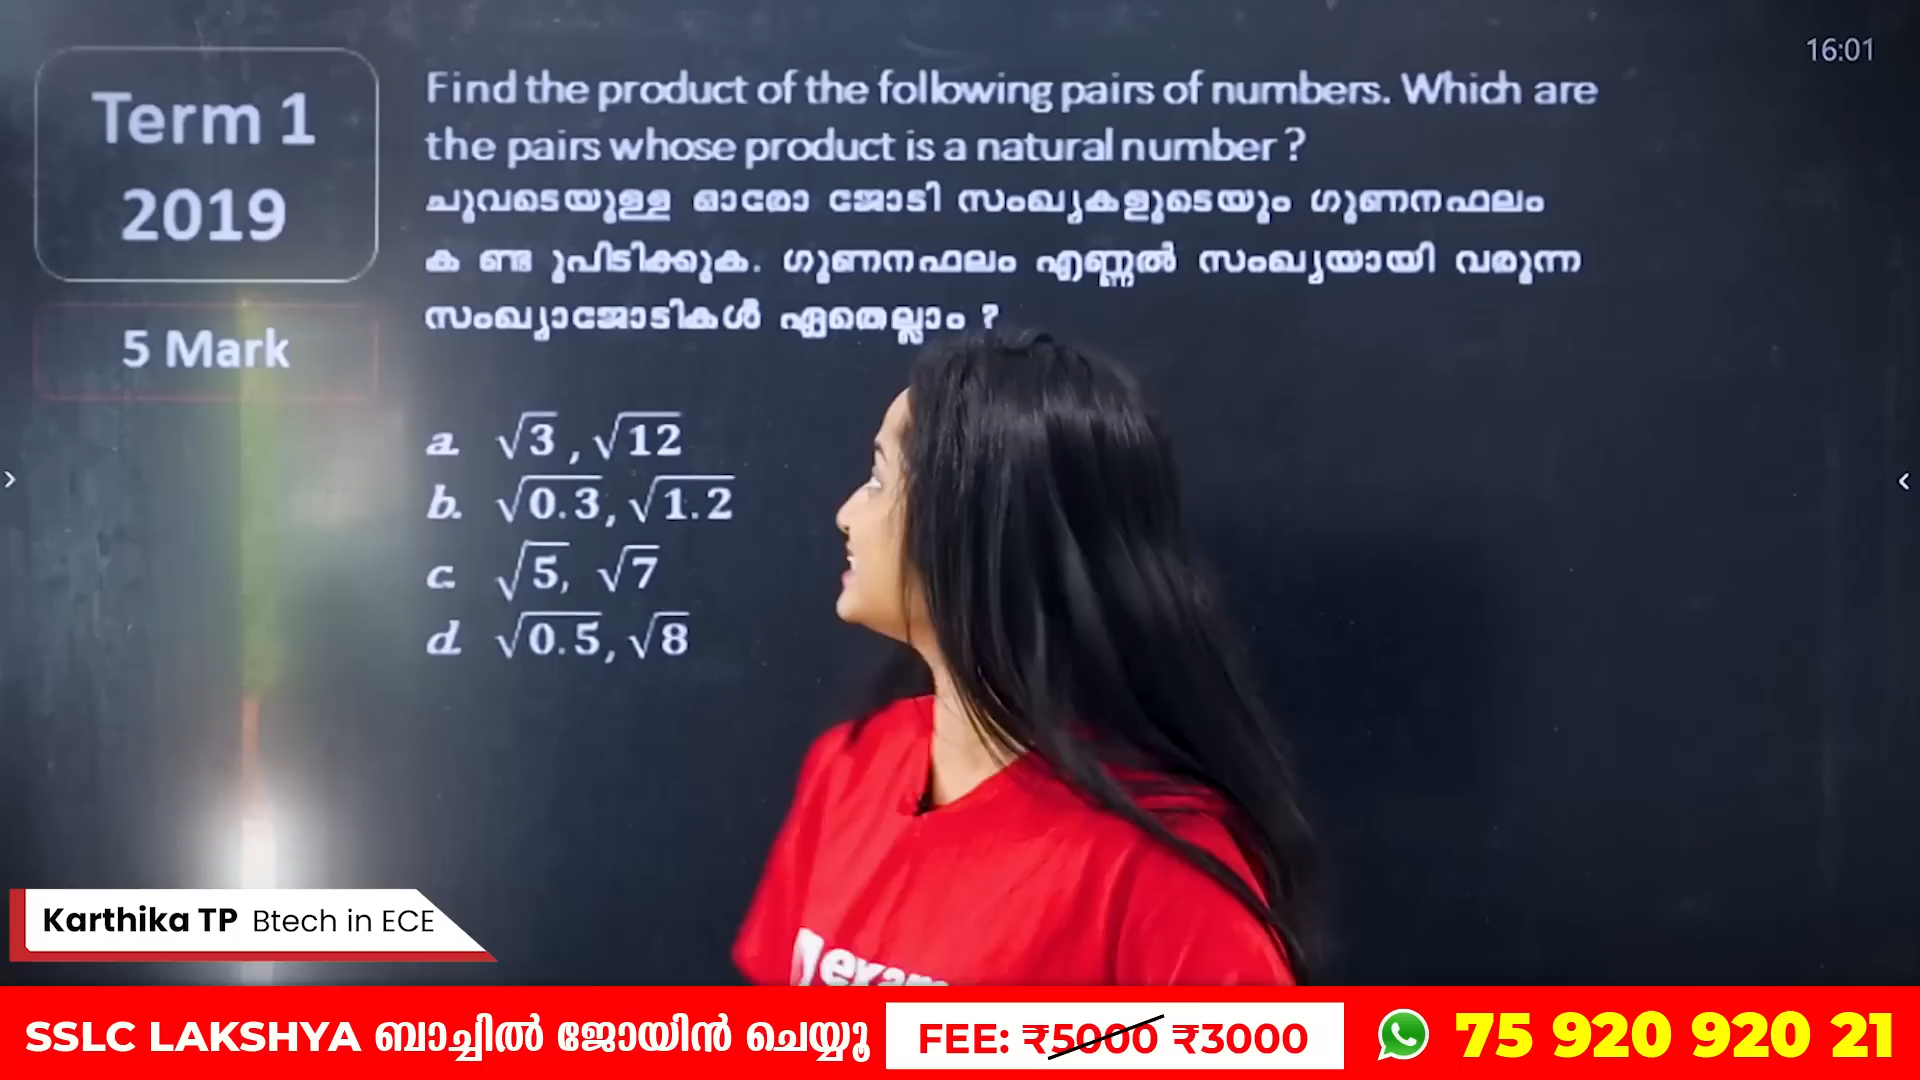 16:01
Term 1
2019
5 Mark
Find the product of the following pairs of numbers. Which are
the pairs whose product is a natural number ?
ചുവടെയുള്ള ഓരോ ജോടി സംഖ്യകളുടെയും ഗുണനഫലം
ക ണ്ട ുപിടിക്കുക. ഗുണനഫലം എണ്ണൽ സംഖ്യയായി വരുന്ന
സംഖ്യാജോടികൾ ഏതെല്ലാം ?
a. √3 , √12
b. √0.3, √1.2
c. √5, √7
d. √0.5, √8
Karthika TP Btech in ECE
exam
SSLC LAKSHYA ബാച്ചിൽ ജോയിൻ ചെയ്യൂ
FEE: ₹5000 ₹3000
75 920 920 21